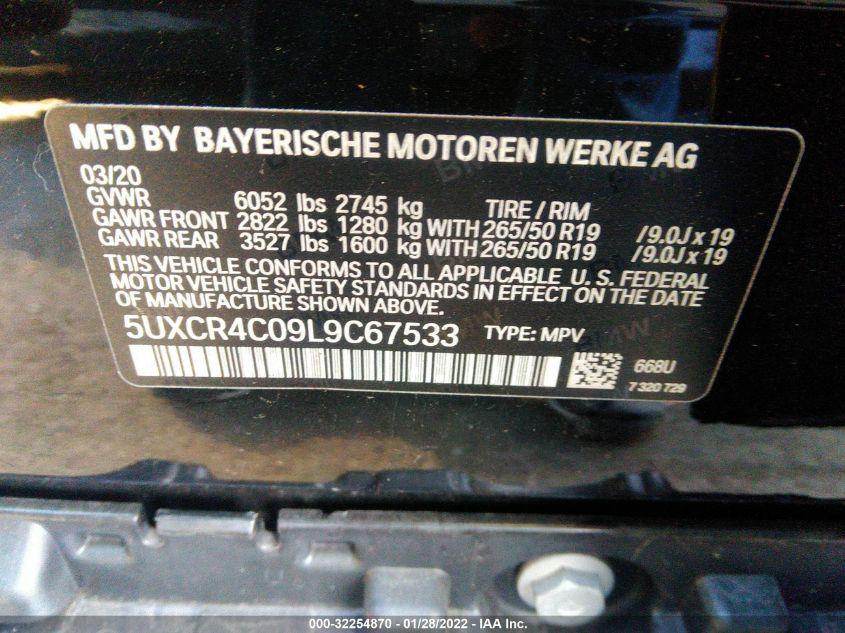 MFD BY BAYERISCHE MOTOREN WERKE AG
03/20
GVWR 6052 lbs 2745 kg TIRE / RIM
GAWR FRONT 2822 lbs 1280 kg WITH 265/50 R19 /9.0J x 19
GAWR REAR 3527 lbs 1600 kg WITH 265/50 R19 /9.0J x 19
THIS VEHICLE CONFORMS TO ALL APPLICABLE U. S. FEDERAL
MOTOR VEHICLE SAFETY STANDARDS IN EFFECT ON THE DATE OF
MANUFACTURE SHOWN ABOVE.
5UXCR4C09L9C67533 TYPE: MPV
668U
7 320 729
000-32254870 - 01/28/2022 - IAA Inc.